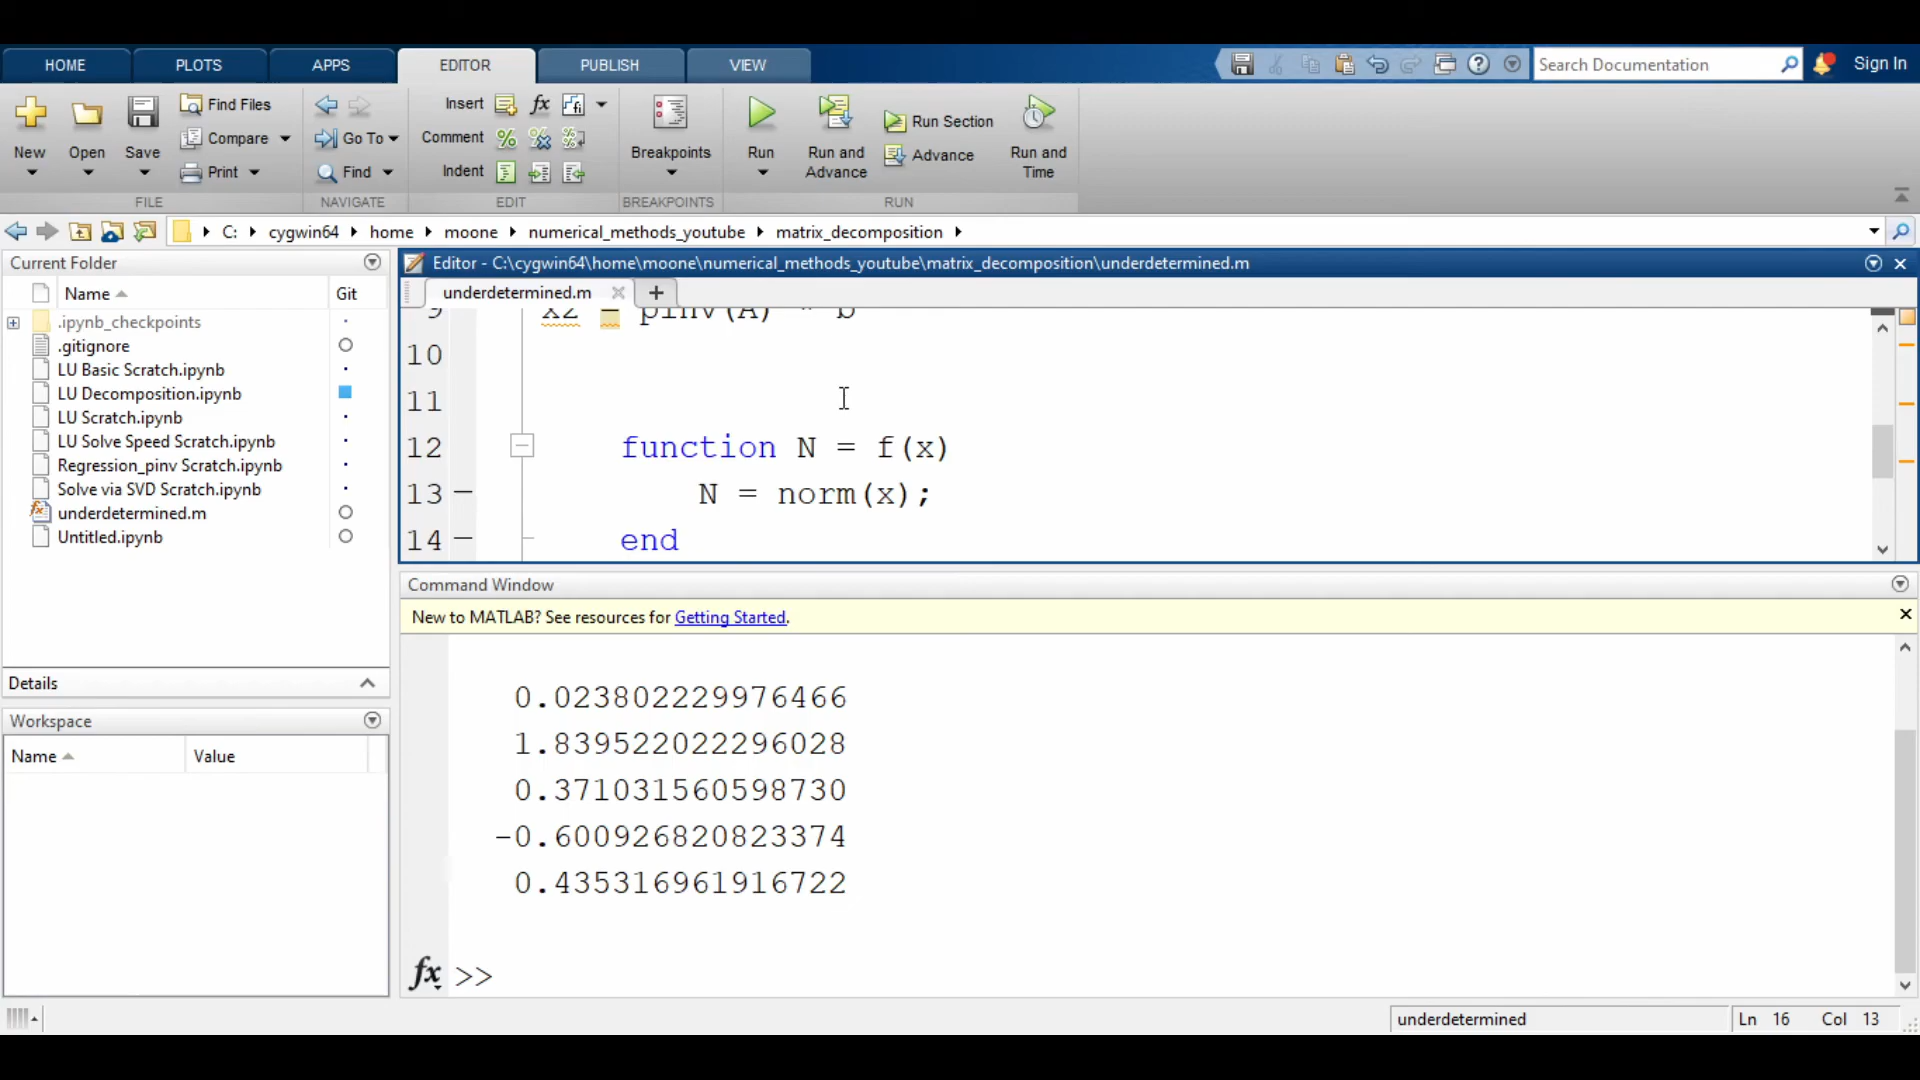 HOME PLOTS APPS EDITOR PUBLISH VIEW
Search Documentation
Sign In
New
Open
Save
Find Files
Compare
Print
FILE
Go To
Find
NAVIGATE
Insert fx
Comment
Indent
EDIT
Breakpoints
BREAKPOINTS
Run
Run and
Advance
Run Section
Advance
Run and
Time
RUN
C: cygwin64 home moone numerical_methods_youtube matrix_decomposition
Current Folder
Name Git
.ipynb_checkpoints
.gitignore
LU Basic Scratch.ipynb
LU Decomposition.ipynb
LU Scratch.ipynb
LU Solve Speed Scratch.ipynb
Regression_pinv Scratch.ipynb
Solve via SVD Scratch.ipynb
underdetermined.m
Untitled.ipynb
Details
Workspace
Name Value
Editor - C:\cygwin64\home\moone\numerical_methods_youtube\matrix_decomposition\underdetermined.m
underdetermined.m
9 x2 = pinv(A) * b
10
11
12 function N = f(x)
13 N = norm(x);
14 end
Command Window
New to MATLAB? See resources for Getting Started.
0.023802229976466
1.839522022296028
0.371031560598730
-0.600926820823374
0.435316961916722
fx >>
underdetermined Ln 16 Col 13